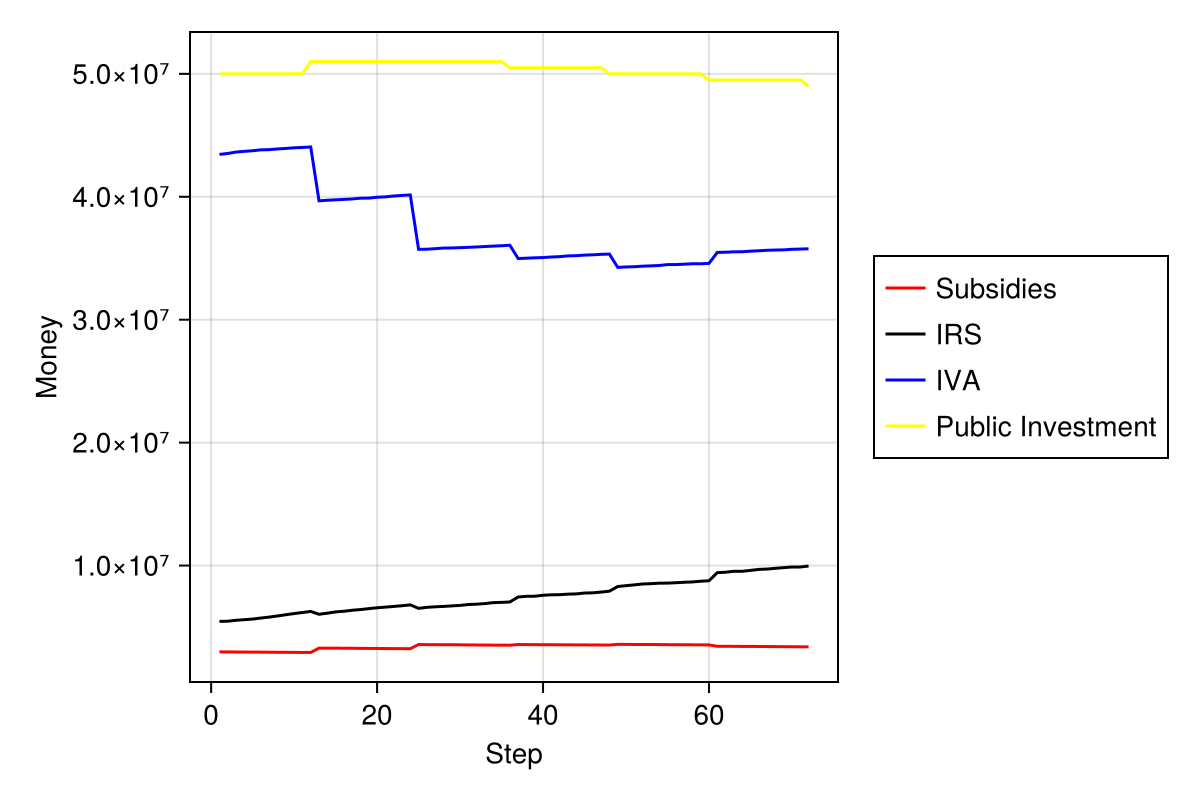 5.0×10⁷
4.0×10⁷
3.0×10⁷
2.0×10⁷
1.0×10⁷
Money
0 20 40 60
Step
Subsidies
IRS
IVA
Public Investment